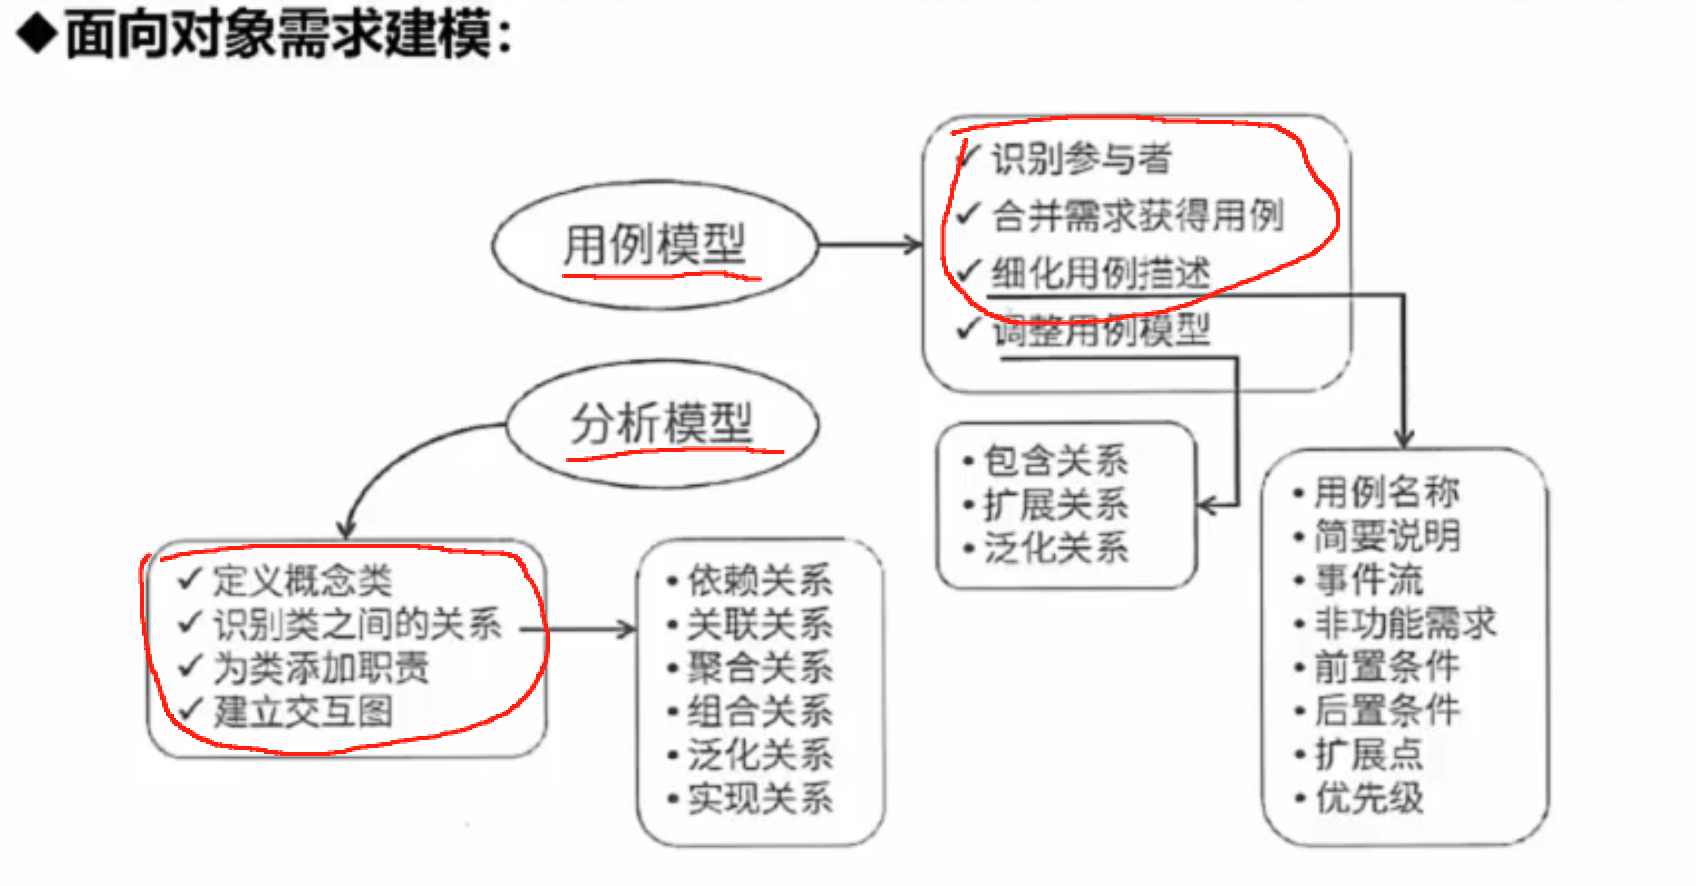 ◆面向对象需求建模：
用例模型
✓识别参与者
✓合并需求获得用例
✓细化用例描述
✓调整用例模型
分析模型
•包含关系
•扩展关系
•泛化关系
•用例名称
•简要说明
•事件流
•非功能需求
•前置条件
•后置条件
•扩展点
•优先级
✓定义概念类
✓识别类之间的关系
✓为类添加职责
✓建立交互图
•依赖关系
•关联关系
•聚合关系
•组合关系
•泛化关系
•实现关系